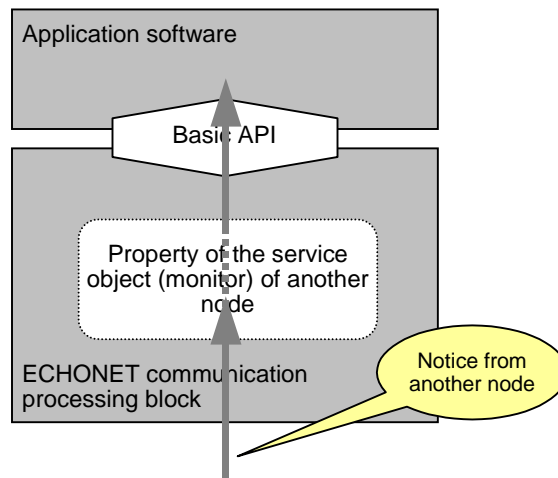 Application software
Basic API
Property of the service
object (monitor) of another
node
ECHONET communication
processing block
Notice from
another node